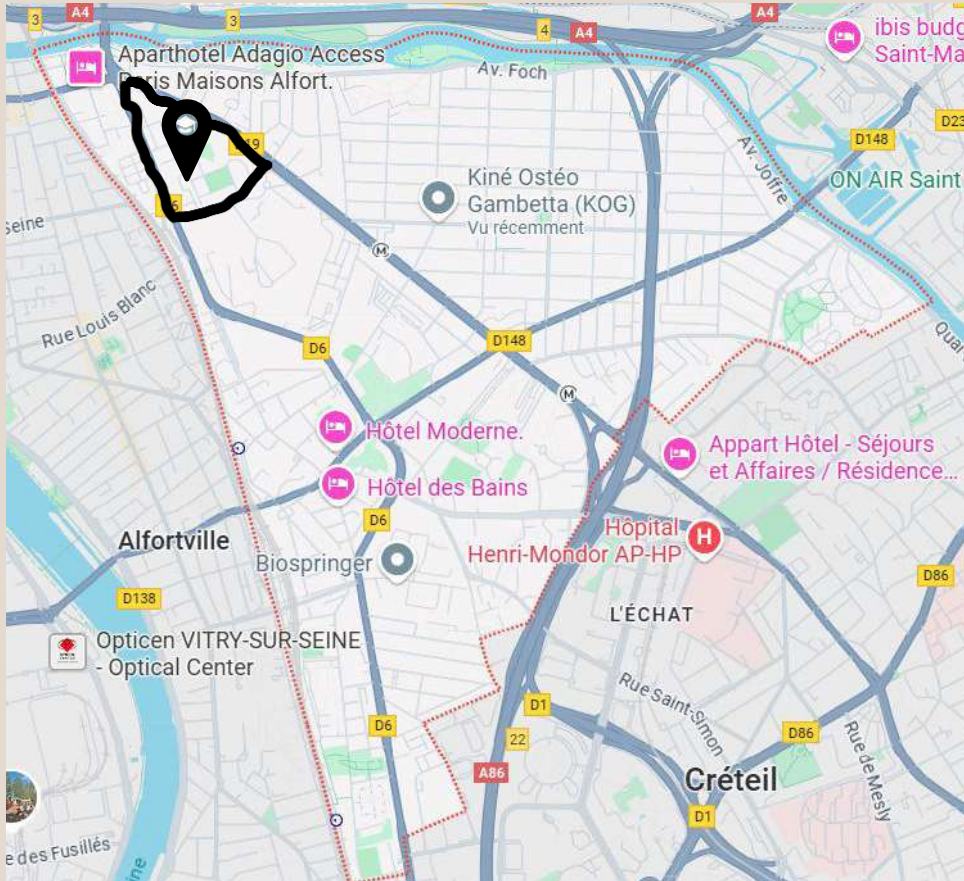 A4
3
3
4
A4
A4
ibis budg
Saint-Ma
Aparthotel Adagio Access
Paris Maisons Alfort.
Av. Foch
D148
D23
Av. Joffre
ON AIR Saint
Kiné Ostéo
Gambetta (KOG)
Vu récemment
D6
seine
M
Rue Louis Blanc
D6
D148
Quai
M
Hôtel Moderne.
Appart Hôtel - Séjours
et Affaires / Résidence...
Hôtel des Bains
D6
Hôpital
Henri-Mondor AP-HP
H
Alfortville
Biospringer
D86
D138
L'ÉCHAT
Opticen VITRY-SUR-SEINE
- Optical Center
Rue Saint-Simon
D1
D6
22
D86
Rue de Mesly
A86
Créteil
D1
e des Fusillés
ine